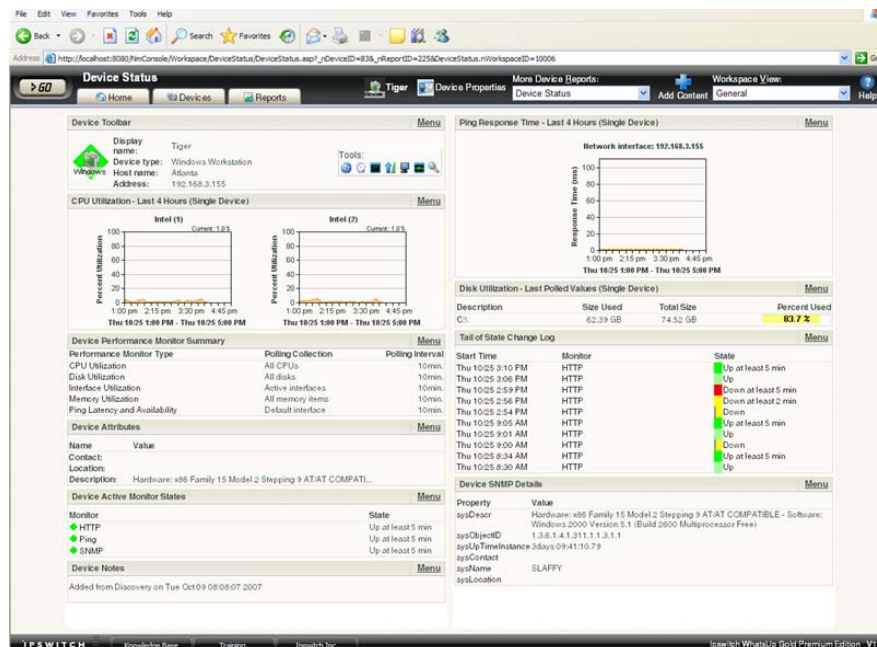 File Edit View Favorites Tools Help
Back Search Favorites
Address http://localhost:8080/NmConsole/Workspace/DeviceStatus/DeviceStatus.asp?_nDeviceID=83&_nReportID=225&DeviceStatus.nWorkspaceID=10006
GO Device Status
Home Devices Reports
Tiger Device Properties
More Device Reports:
Device Status
Add Content
Workspace View:
General
Help
Device Toolbar Menu
Windows
Display name: Tiger
Device type: Windows Workstation
Host name: Atlanta
Address: 192.168.3.155
Tools:
CPU Utilization - Last 4 Hours (Single Device) Menu
Intel (1)
Current: 1.0%
Percent Utilization
100
80
60
40
20
0
1:00 pm 2:15 pm 3:30 pm 4:45 pm
Thu 10/25 1:00 PM - Thu 10/25 5:00 PM
Intel (2)
Current: 1.0%
Percent Utilization
100
80
60
40
20
0
1:00 pm 2:15 pm 3:30 pm 4:45 pm
Thu 10/25 1:00 PM - Thu 10/25 5:00 PM
Device Performance Monitor Summary Menu
Performance Monitor Type Polling Collection Polling Interval
CPU Utilization All CPUs 10min.
Disk Utilization All disks 10min.
Interface Utilization Active interfaces 10min.
Memory Utilization All memory items 10min.
Ping Latency and Availability Default interface 10min.
Device Attributes Menu
Name Value
Contact:
Location:
Description: Hardware: x86 Family 15 Model 2 Stepping 9 AT/AT COMPATI...
Device Active Monitor States Menu
Monitor State
HTTP Up at least 5 min
Ping Up at least 5 min
SNMP Up at least 5 min
Device Notes Menu
Added from Discovery on Tue Oct 09 08:08:07 2007
Ping Response Time - Last 4 Hours (Single Device) Menu
Network interface: 192.168.3.155
Response Time (ms)
100
80
60
40
20
0
1:00 pm 2:15 pm 3:30 pm 4:45 pm
Thu 10/25 1:00 PM - Thu 10/25 5:00 PM
Disk Utilization - Last Polled Values (Single Device) Menu
Description Size Used Total Size Percent Used
C:\ 62.39 GB 74.52 GB 83.7 %
Tail of State Change Log Menu
Start Time Monitor State
Thu 10/25 3:10 PM HTTP Up at least 5 min
Thu 10/25 3:06 PM HTTP Up
Thu 10/25 2:59 PM HTTP Down at least 5 min
Thu 10/25 2:56 PM HTTP Down at least 2 min
Thu 10/25 2:54 PM HTTP Down
Thu 10/25 9:05 AM HTTP Up at least 5 min
Thu 10/25 9:01 AM HTTP Up
Thu 10/25 9:00 AM HTTP Down
Thu 10/25 8:34 AM HTTP Up at least 5 min
Thu 10/25 8:30 AM HTTP Up
Device SNMP Details Menu
Property Value
sysDescr Hardware: x86 Family 15 Model 2 Stepping 9 AT/AT COMPATIBLE - Software:
Windows 2000 Version 5.1 (Build 2600 Multiprocessor Free)
sysObjectID 1.3.6.1.4.1.311.1.1.3.1.1
sysUpTimeInstance 3days 09:41:10.79
sysContact
sysName SLAFFY
sysLocation
IPSWITCH Knowledge Base Training Ipswitch Inc. Ipswitch WhatsUp Gold Premium Edition